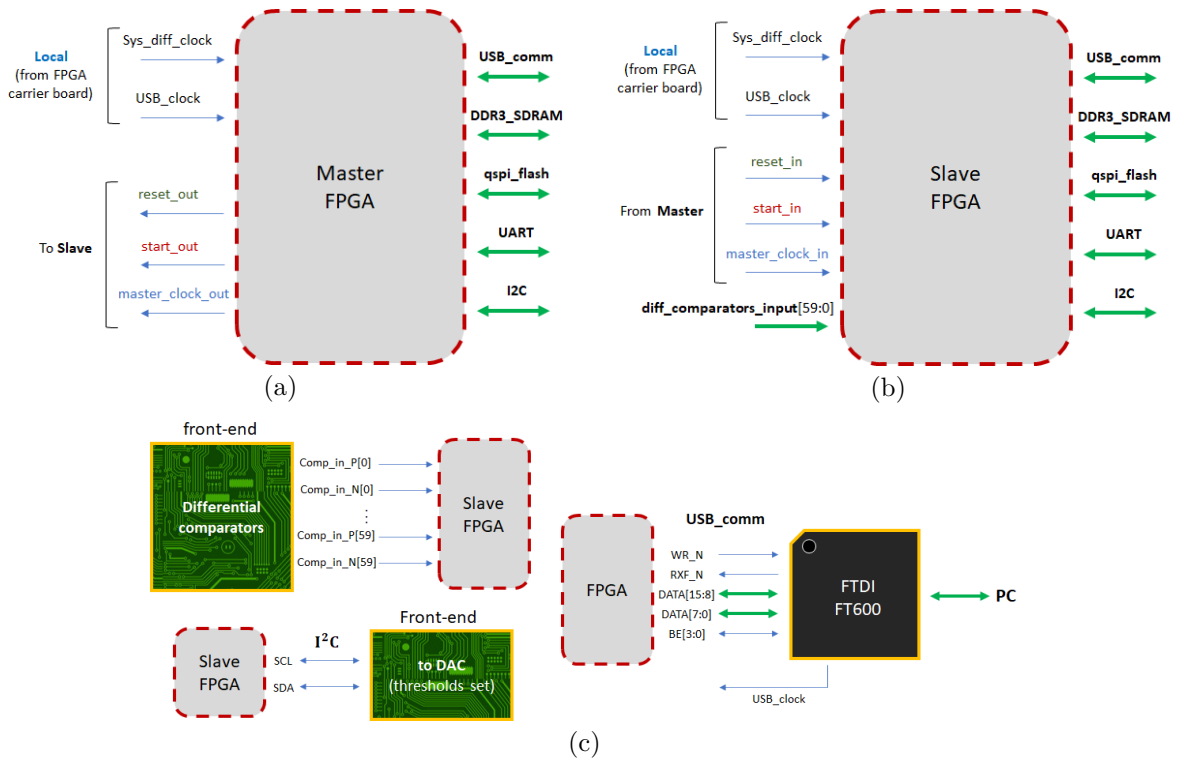 Local
(from FPGA
carrier board)
Sys_diff_clock
USB_clock
To Slave
reset_out
start_out
master_clock_out
Master
FPGA
USB_comm
DDR3_SDRAM
qspi_flash
UART
I2C
(a)
Local
(from FPGA
carrier board)
Sys_diff_clock
USB_clock
From Master
reset_in
start_in
master_clock_in
diff_comparators_input[59:0]
Slave
FPGA
USB_comm
DDR3_SDRAM
qspi_flash
UART
I2C
(b)
front-end
Differential
comparators
Comp_in_P[0]
Comp_in_N[0]
⋮
Comp_in_P[59]
Comp_in_N[59]
Slave
FPGA
Slave
FPGA
I²C
SCL
SDA
Front-end
to DAC
(thresholds set)
FPGA
USB_comm
WR_N
RXF_N
DATA[15:8]
DATA[7:0]
BE[3:0]
FTDI
FT600
PC
USB_clock
(c)